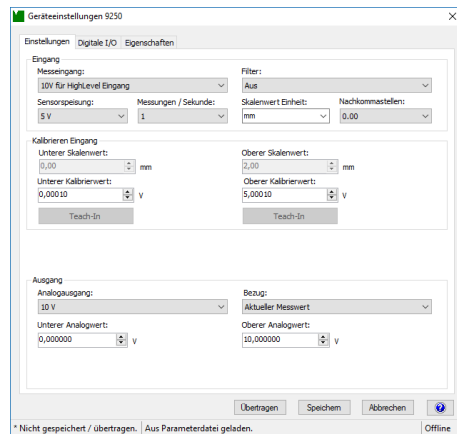 Geräteeinstellungen 9250
Einstellungen Digitale I/O Eigenschaften
Eingang
Messeingang: Filter:
10V für HighLevel Eingang Aus
Sensorspeisung: Messungen / Sekunde: Skalenwert Einheit: Nachkommastellen:
5 V 1 mm 0.00
Kalibrieren Eingang
Unterer Skalenwert: Oberer Skalenwert:
0,00 mm 2,00 mm
Unterer Kalibrierwert: Oberer Kalibrierwert:
0,00010 V 5,00010 V
Teach-In Teach-In
Ausgang
Analogausgang: Bezug:
10 V Aktueller Messwert
Unterer Analogwert: Oberer Analogwert:
0,000000 V 10,000000 V
Übertragen Speichern Abbrechen ?
* Nicht gespeichert / übertragen. Aus Parameterdatei geladen. Offline